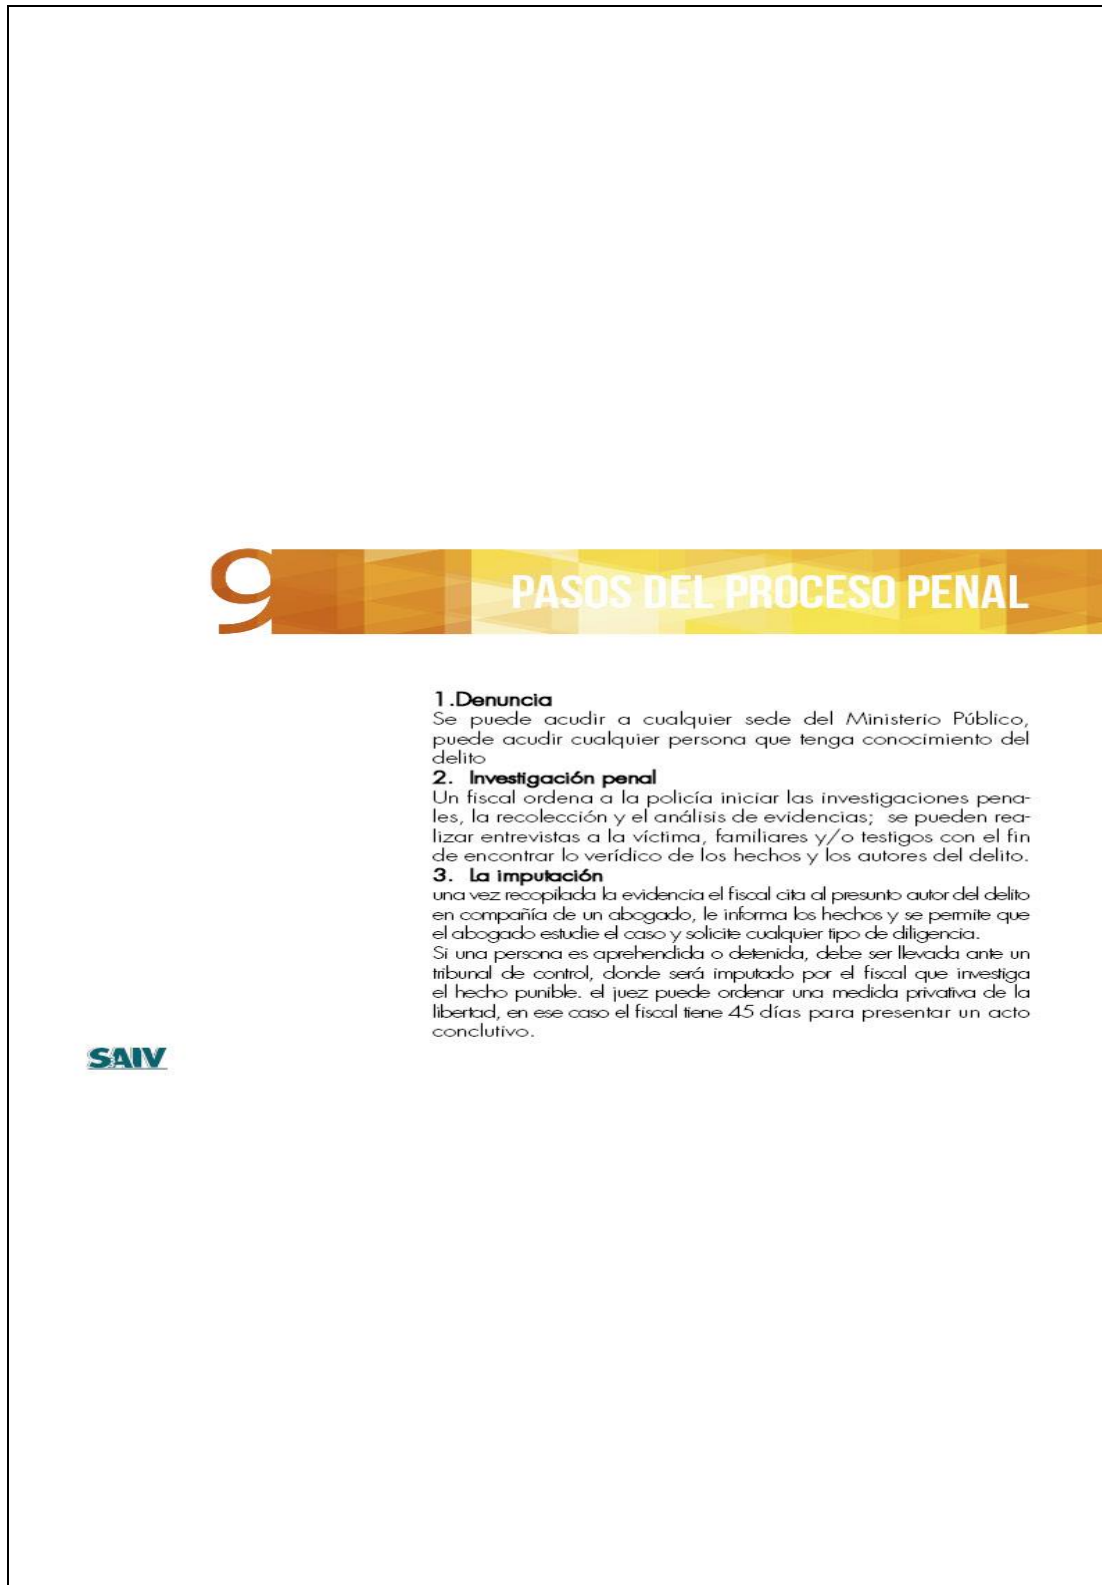 9 PASOS DEL PROCESO PENAL
1.Denuncia
Se puede acudir a cualquier sede del Ministerio Público,
puede acudir cualquier persona que tenga conocimiento del
delito
2. Investigación penal
Un fiscal ordena a la policía iniciar las investigaciones pena-
les, la recolección y el análisis de evidencias; se pueden rea-
lizar entrevistas a la víctima, familiares y/o testigos con el fin
de encontrar lo verídico de los hechos y los autores del delito.
3. La imputación
una vez recopilada la evidencia el fiscal cita al presunto autor del delito
en compañía de un abogado, le informa los hechos y se permite que
el abogado estudie el caso y solicite cualquier tipo de diligencia.
Si una persona es aprehendida o detenida, debe ser llevada ante un
tribunal de control, donde será imputado por el fiscal que investiga
el hecho punible. el juez puede ordenar una medida privativa de la
libertad, en ese caso el fiscal tiene 45 días para presentar un acto
conclutivo.
SAIV